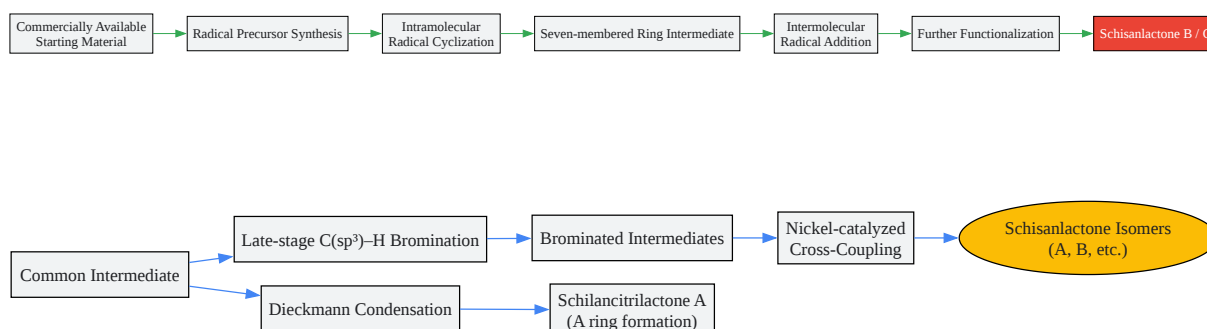 Commercially Available
Starting Material
Radical Precursor Synthesis
Intramolecular
Radical Cyclization
Seven-membered Ring Intermediate
Intermolecular
Radical Addition
Further Functionalization
Schisanlactone B /
Common Intermediate
Late-stage C(sp³)–H Bromination
Brominated Intermediates
Nickel-catalyzed
Cross-Coupling
Schisanlactone Isomers
(A, B, etc.)
Dieckmann Condensation
Schilancitrilactone A
(A ring formation)